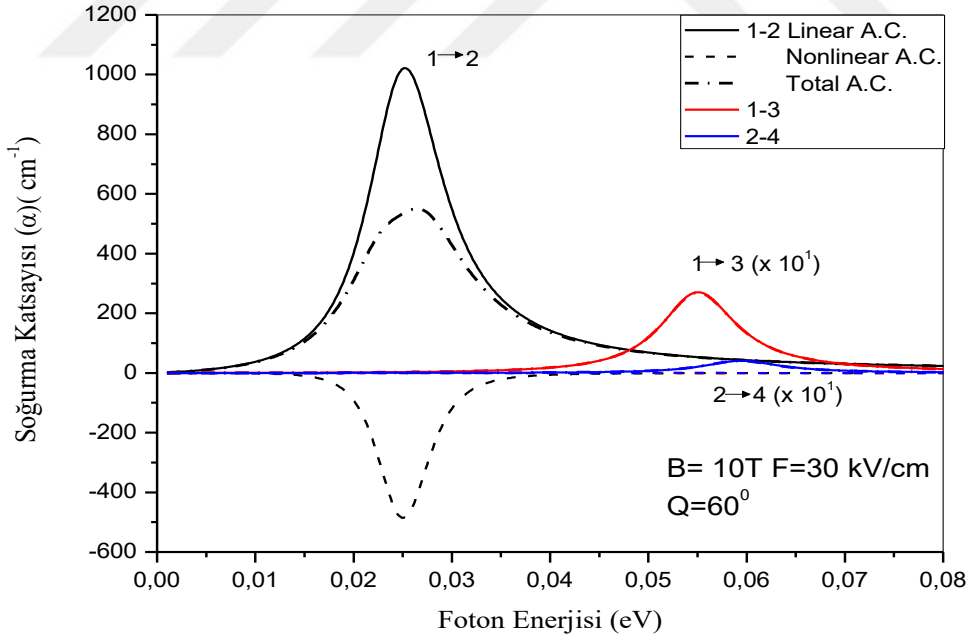 1200
1000
800
600
400
200
0
-200
-400
-600
Soğurma Katsayısı (α)( cm⁻¹)
1→2
1-2 Linear A.C.
Nonlinear A.C.
Total A.C.
1-3
2-4
1→3 (x 10¹)
2→4 (x 10¹)
B= 10T F=30 kV/cm
Q=60⁰
0,00 0,01 0,02 0,03 0,04 0,05 0,06 0,07 0,08
Foton Enerjisi (eV)